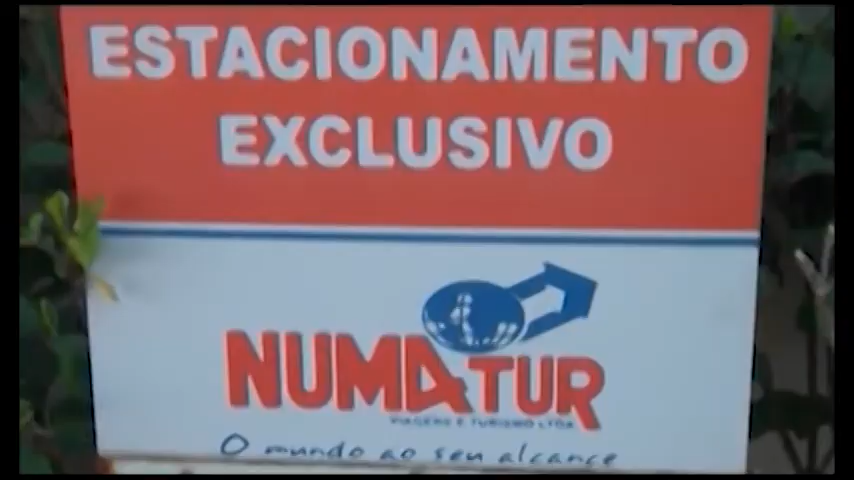 ESTACIONAMENTO
EXCLUSIVO
NUMATUR
VIAGENS E TURISMO LTDA
O mundo ao seu alcance